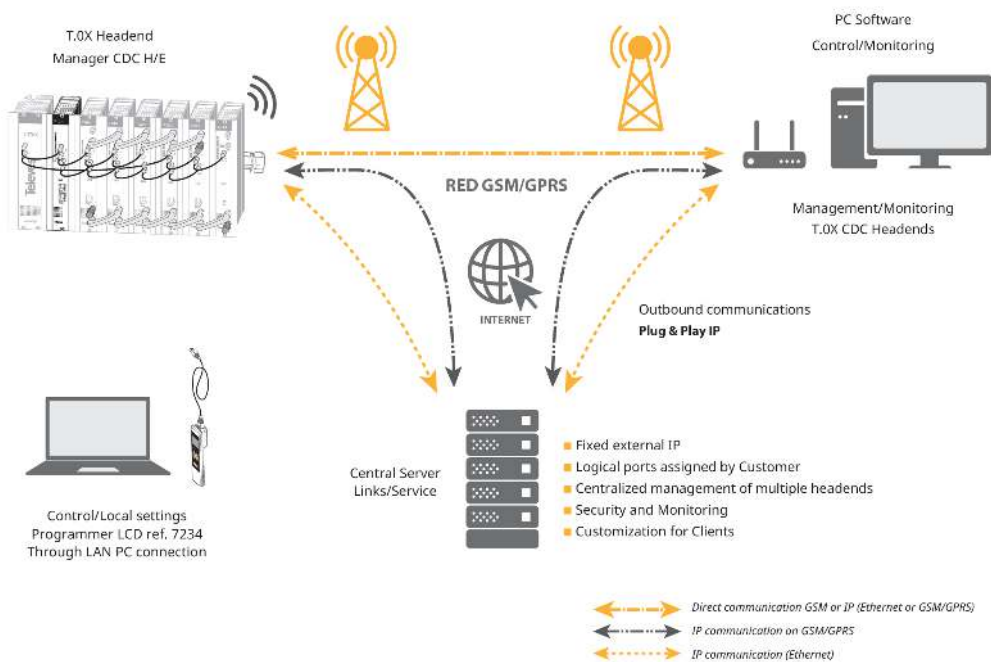 T.0X Headend
Manager CDC H/E
PC Software
Control/Monitoring
RED GSM/GPRS
Management/Monitoring
T.0X CDC Headends
INTERNET
Outbound communications
Plug & Play IP
Central Server
Links/Service
Fixed external IP
Logical ports assigned by Customer
Centralized management of multiple headends
Security and Monitoring
Customization for Clients
Control/Local settings
Programmer LCD ref. 7234
Through LAN PC connection
Direct communication GSM or IP (Ethernet or GSM/GPRS)
IP communication on GSM/GPRS
IP communication (Ethernet)